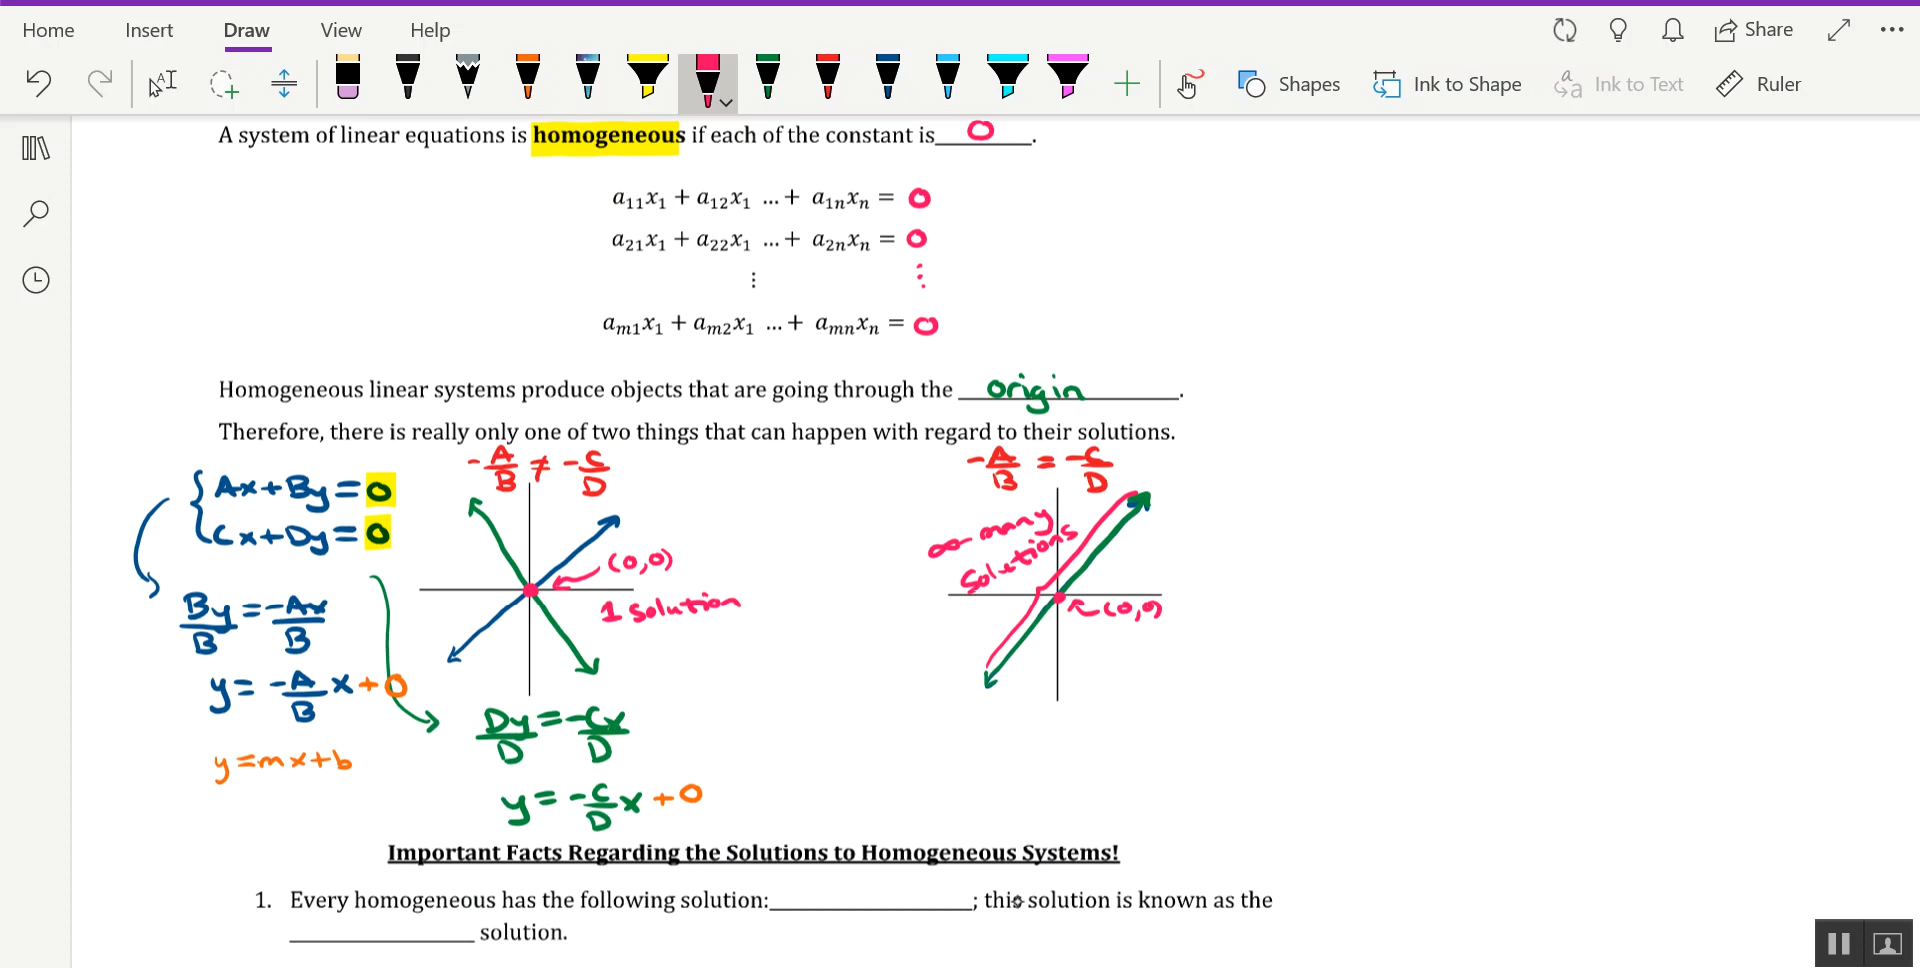 Home Insert Draw View Help Share
Shapes Ink to Shape Ink to Text Ruler
A system of linear equations is homogeneous if each of the constant is 0.
a₁₁x₁ + a₁₂x₁ ...+ a₁ₙxₙ = 0
a₂₁x₁ + a₂₂x₁ ...+ a₂ₙxₙ = 0
⋮ ⋮
aₘ₁x₁ + aₘ₂x₁ ...+ aₘₙxₙ = 0
Homogeneous linear systems produce objects that are going through the origin.
Therefore, there is really only one of two things that can happen with regard to their solutions.
{Ax+By=0
Cx+Dy=0
By/B = -Ax/B
y = -A/B x + 0
y=mx+b
-A/B ≠ -C/D
(0,0)
1 solution
Dy/D = -Cx/D
y = -C/D x + 0
-A/B = -C/D
∞ many
solutions
(0,0)
Important Facts Regarding the Solutions to Homogeneous Systems!
1. Every homogeneous has the following solution:__________________; this solution is known as the
_________________ solution.